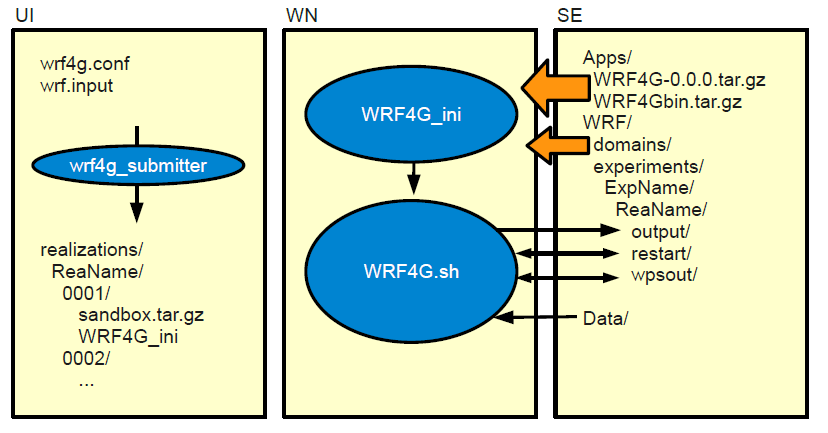 UI
wrf4g.conf
wrf.input
wrf4g_submitter
realizations/
ReaName/
0001/
sandbox.tar.gz
WRF4G_ini
0002/
...
WN
WRF4G_ini
WRF4G.sh
SE
Apps/
WRF4G-0.0.0.tar.gz
WRF4Gbin.tar.gz
WRF/
domains/
experiments/
ExpName/
ReaName/
output/
restart/
wpsout/
Data/